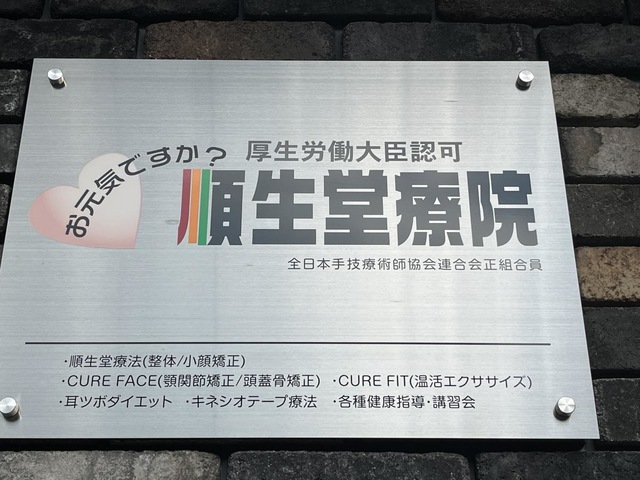 お元気ですか?
厚生労働大臣認可
順生堂療院
全日本手技療術師協会連合会正組合員
・順生堂療法(整体/小顔矯正)
・CURE FACE(顎関節矯正/頭蓋骨矯正) ・CURE FIT(温活エクササイズ)
・耳ツボダイエット ・キネシオテープ療法 ・各種健康指導・講習会